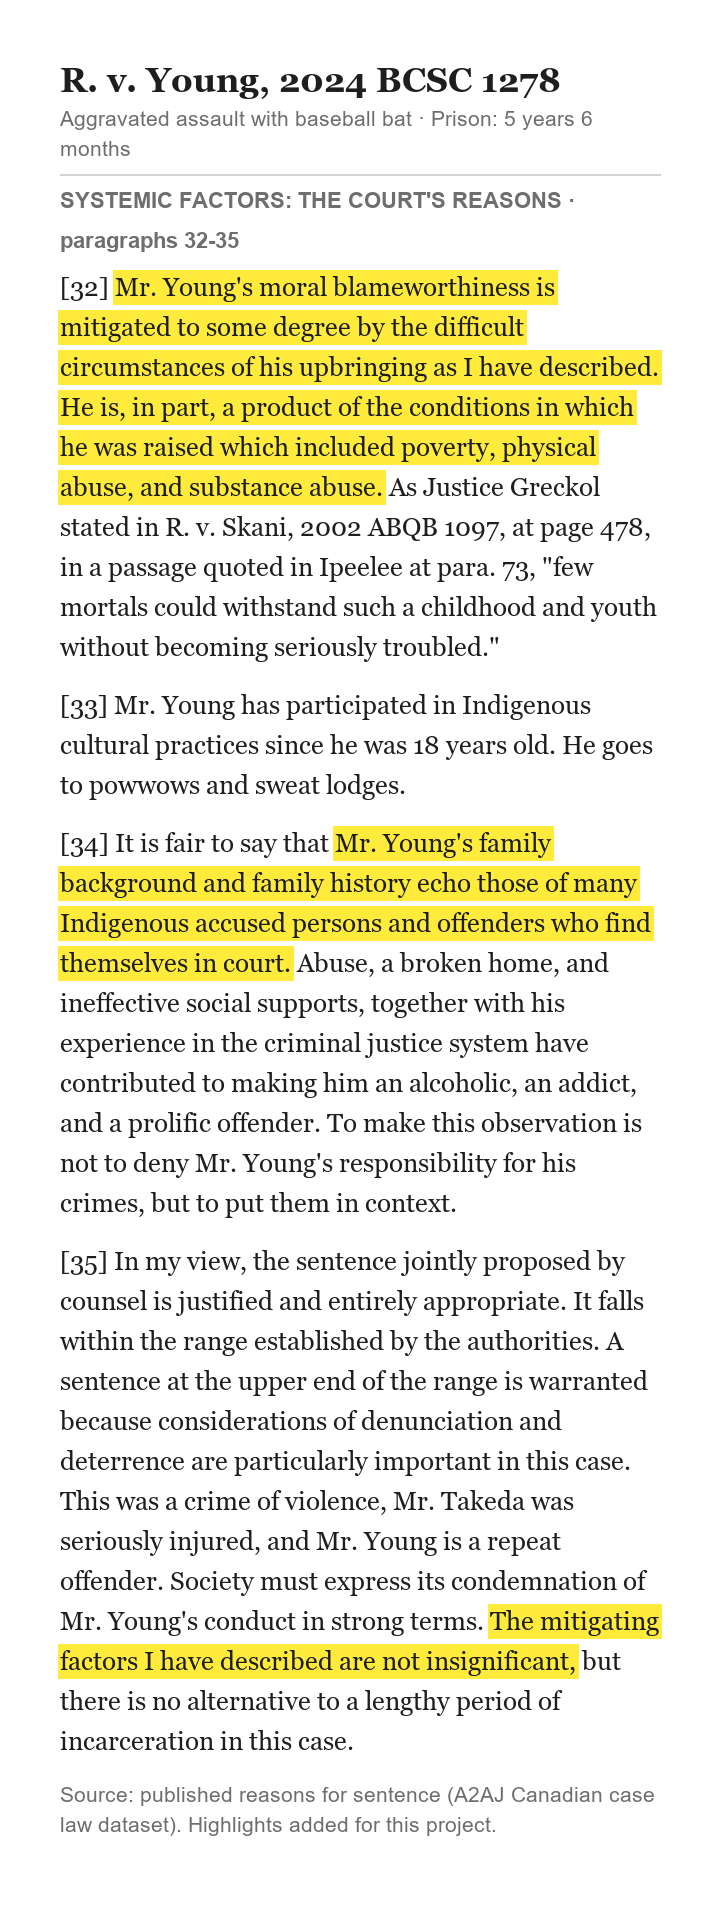 R. v. Young, 2024 BCSC 1278
Aggravated assault with baseball bat · Prison: 5 years 6
months
SYSTEMIC FACTORS: THE COURT'S REASONS ·
paragraphs 32-35
[32] Mr. Young's moral blameworthiness is
mitigated to some degree by the difficult
circumstances of his upbringing as I have described.
He is, in part, a product of the conditions in which
he was raised which included poverty, physical
abuse, and substance abuse. As Justice Greckol
stated in R. v. Skani, 2002 ABQB 1097, at page 478,
in a passage quoted in Ipeelee at para. 73, "few
mortals could withstand such a childhood and youth
without becoming seriously troubled."
[33] Mr. Young has participated in Indigenous
cultural practices since he was 18 years old. He goes
to powwows and sweat lodges.
[34] It is fair to say that Mr. Young's family
background and family history echo those of many
Indigenous accused persons and offenders who find
themselves in court. Abuse, a broken home, and
ineffective social supports, together with his
experience in the criminal justice system have
contributed to making him an alcoholic, an addict,
and a prolific offender. To make this observation is
not to deny Mr. Young's responsibility for his
crimes, but to put them in context.
[35] In my view, the sentence jointly proposed by
counsel is justified and entirely appropriate. It falls
within the range established by the authorities. A
sentence at the upper end of the range is warranted
because considerations of denunciation and
deterrence are particularly important in this case.
This was a crime of violence, Mr. Takeda was
seriously injured, and Mr. Young is a repeat
offender. Society must express its condemnation of
Mr. Young's conduct in strong terms. The mitigating
factors I have described are not insignificant, but
there is no alternative to a lengthy period of
incarceration in this case.
Source: published reasons for sentence (A2AJ Canadian case
law dataset). Highlights added for this project.